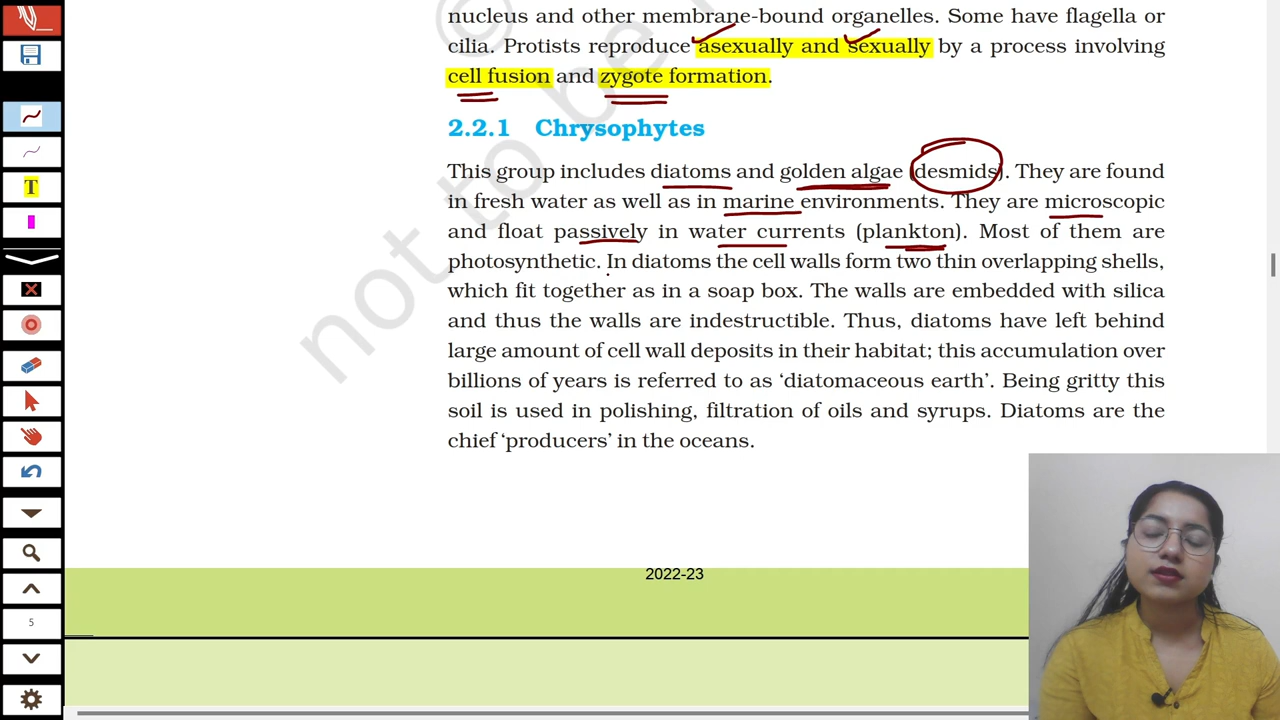 nucleus and other membrane-bound organelles. Some have flagella or
cilia. Protists reproduce asexually and sexually by a process involving
cell fusion and zygote formation.
2.2.1 Chrysophytes
This group includes diatoms and golden algae (desmids). They are found
in fresh water as well as in marine environments. They are microscopic
and float passively in water currents (plankton). Most of them are
photosynthetic. In diatoms the cell walls form two thin overlapping shells,
which fit together as in a soap box. The walls are embedded with silica
and thus the walls are indestructible. Thus, diatoms have left behind
large amount of cell wall deposits in their habitat; this accumulation over
billions of years is referred to as ‘diatomaceous earth’. Being gritty this
soil is used in polishing, filtration of oils and syrups. Diatoms are the
chief ‘producers’ in the oceans.
2022-23
not to be
©
T
5